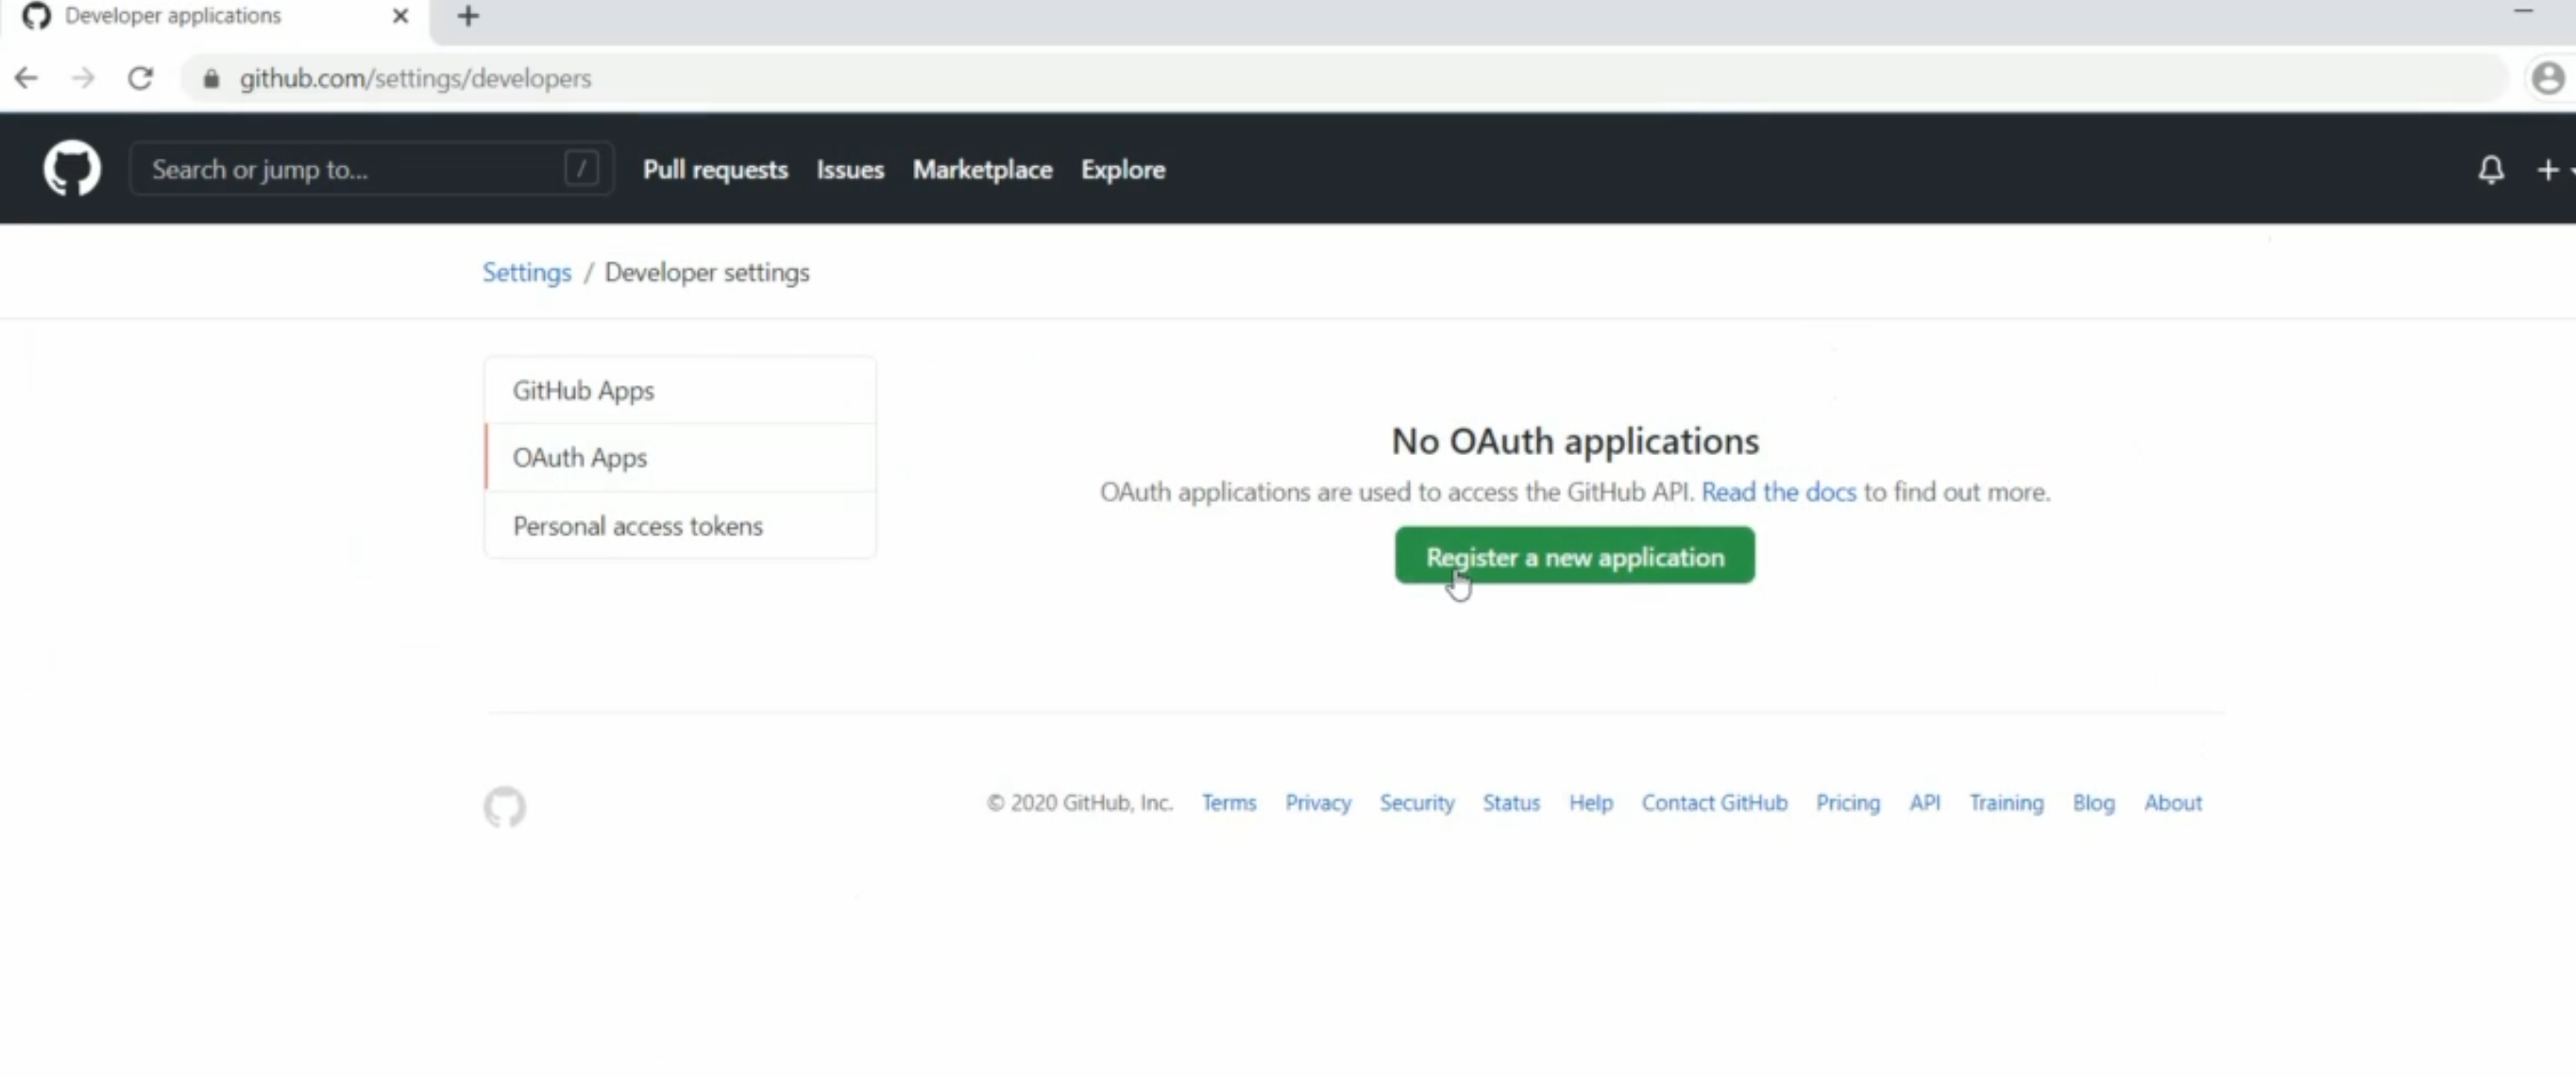 Developer applications
github.com/settings/developers
Search or jump to... /
Pull requests Issues Marketplace Explore
Settings / Developer settings
GitHub Apps
OAuth Apps
Personal access tokens
No OAuth applications
OAuth applications are used to access the GitHub API. Read the docs to find out more.
Register a new application
© 2020 GitHub, Inc. Terms Privacy Security Status Help Contact GitHub Pricing API Training Blog About